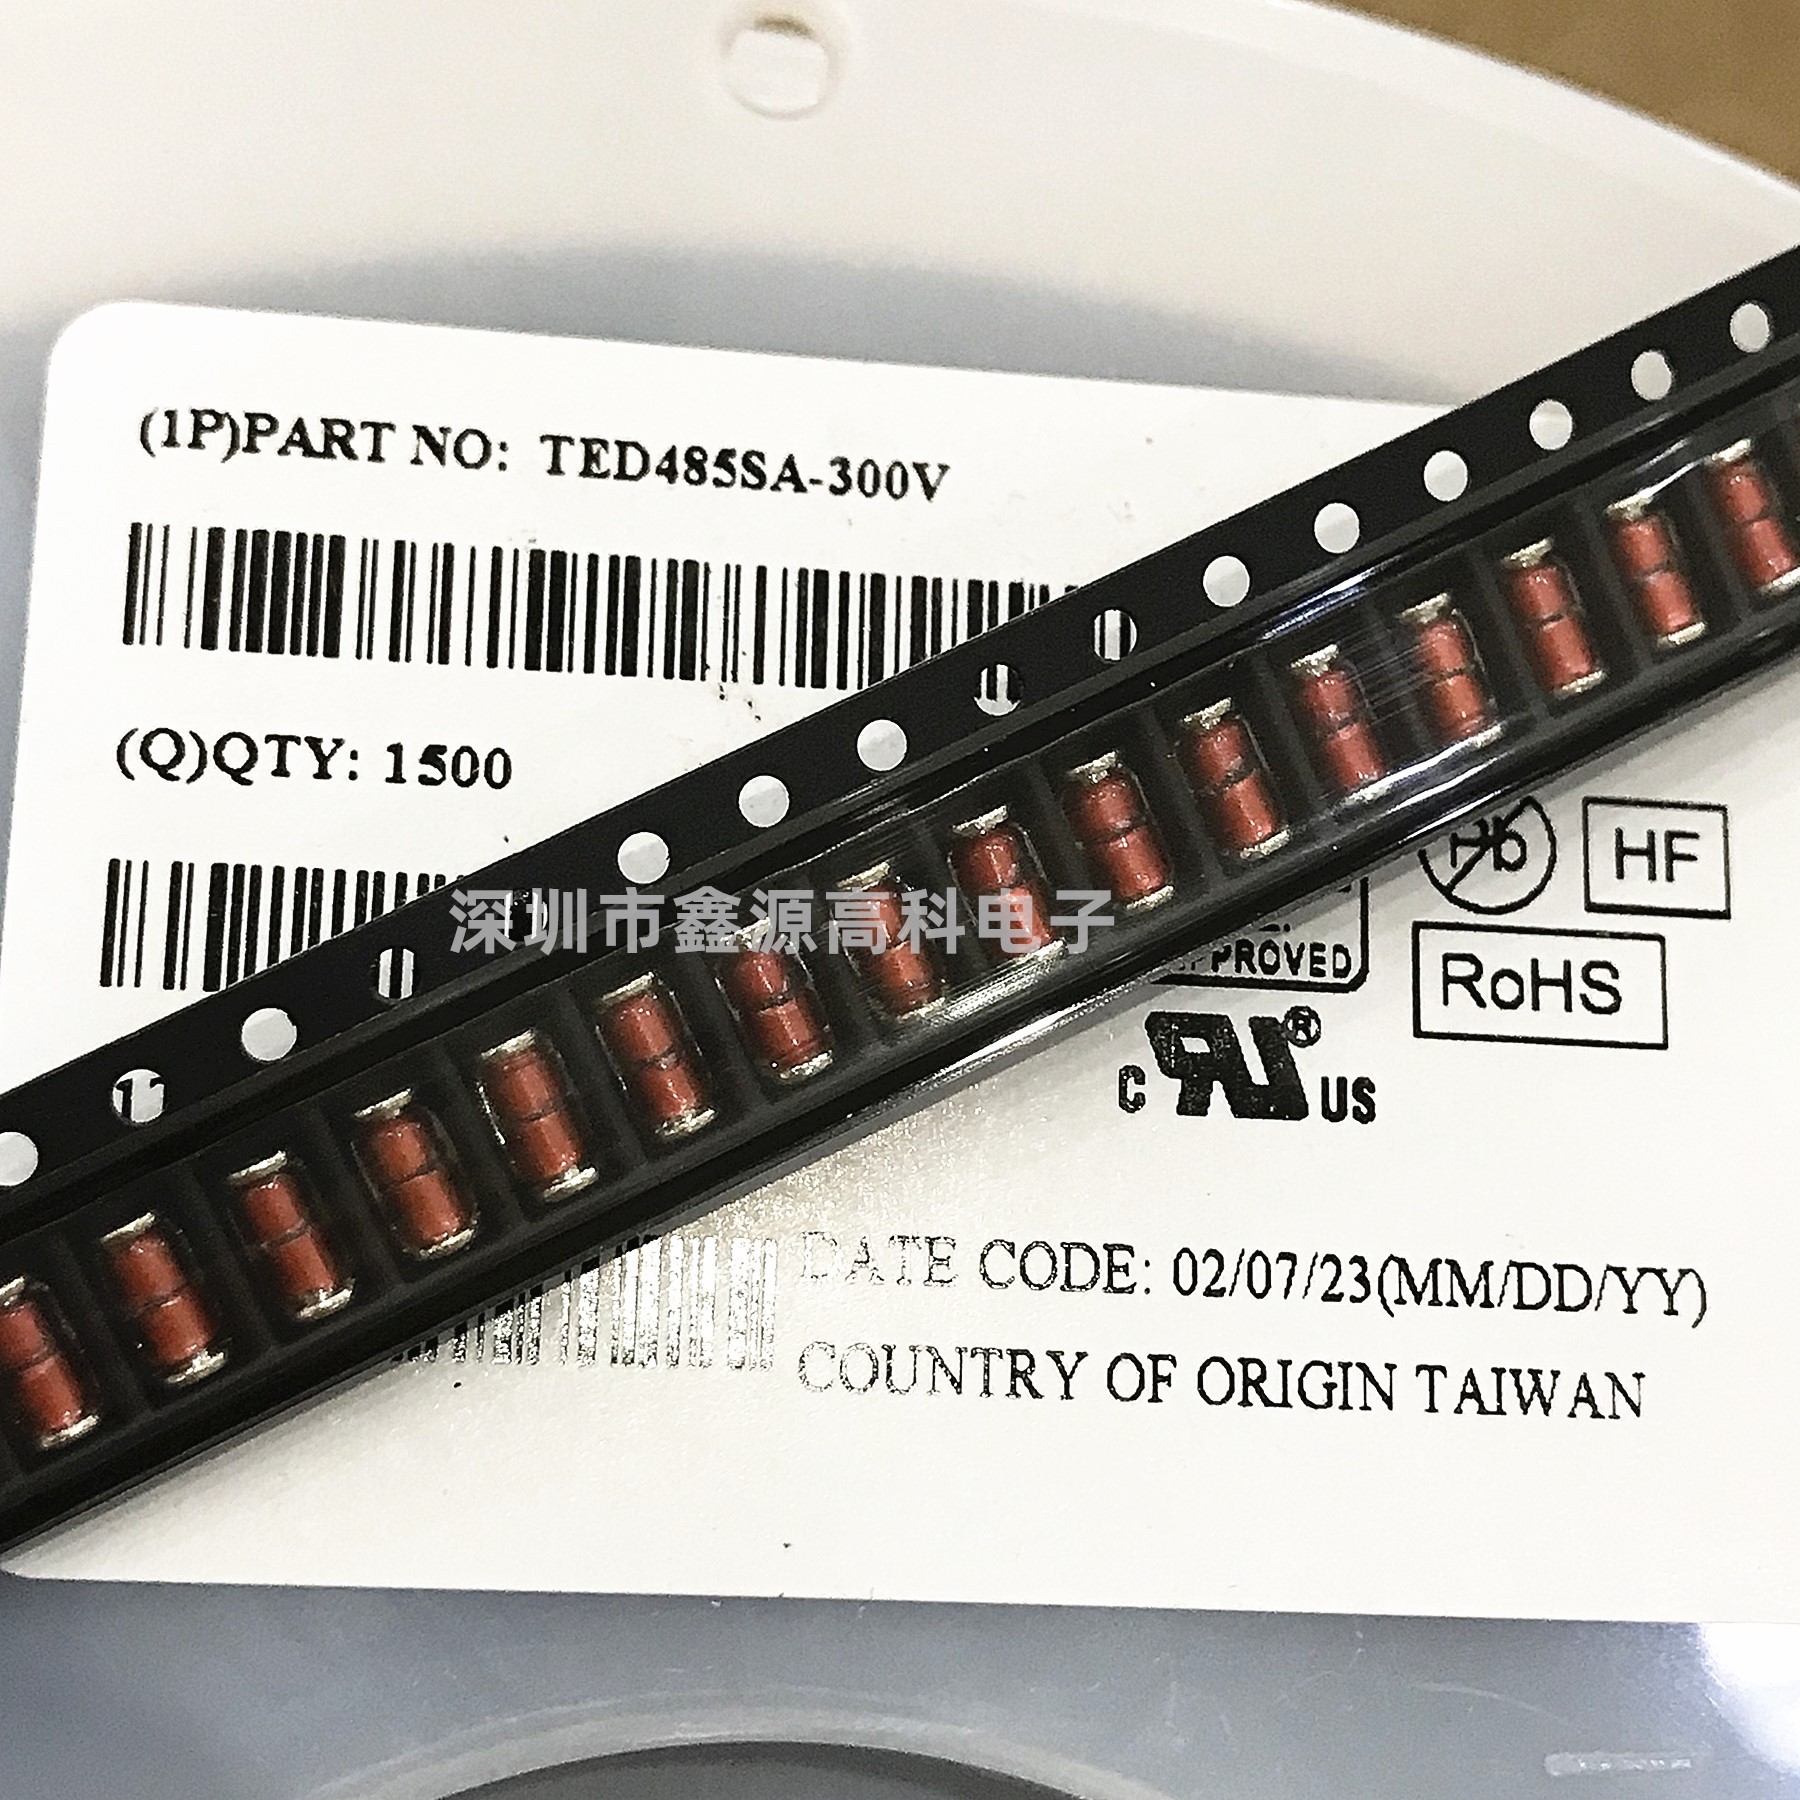 (1P)PART NO: TED485SA-300V
(Q)QTY: 1500
深圳市鑫源高科电子
Pb
HF
RoHS
C US
®
DATE CODE: 02/07/23(MM/DD/YY)
COUNTRY OF ORIGIN TAIWAN